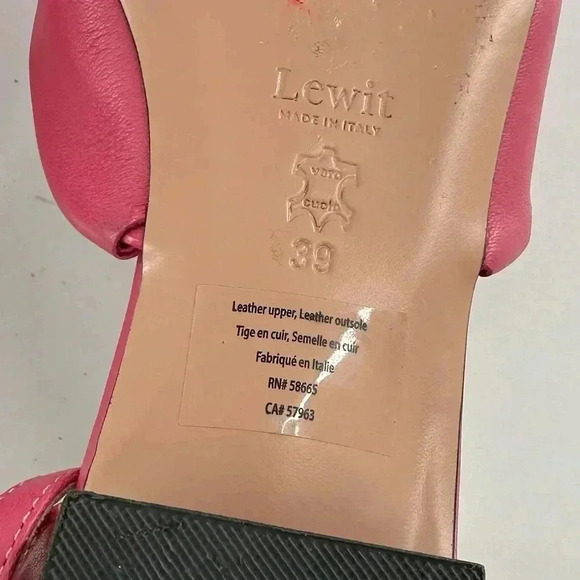 Lewit
MADE IN ITALY
VERO
CUOIO
39
Leather upper, Leather outsole
Tige en cuir, Semelle en cuir
Fabriqué en Italie
RN# 58665
CA# 57963